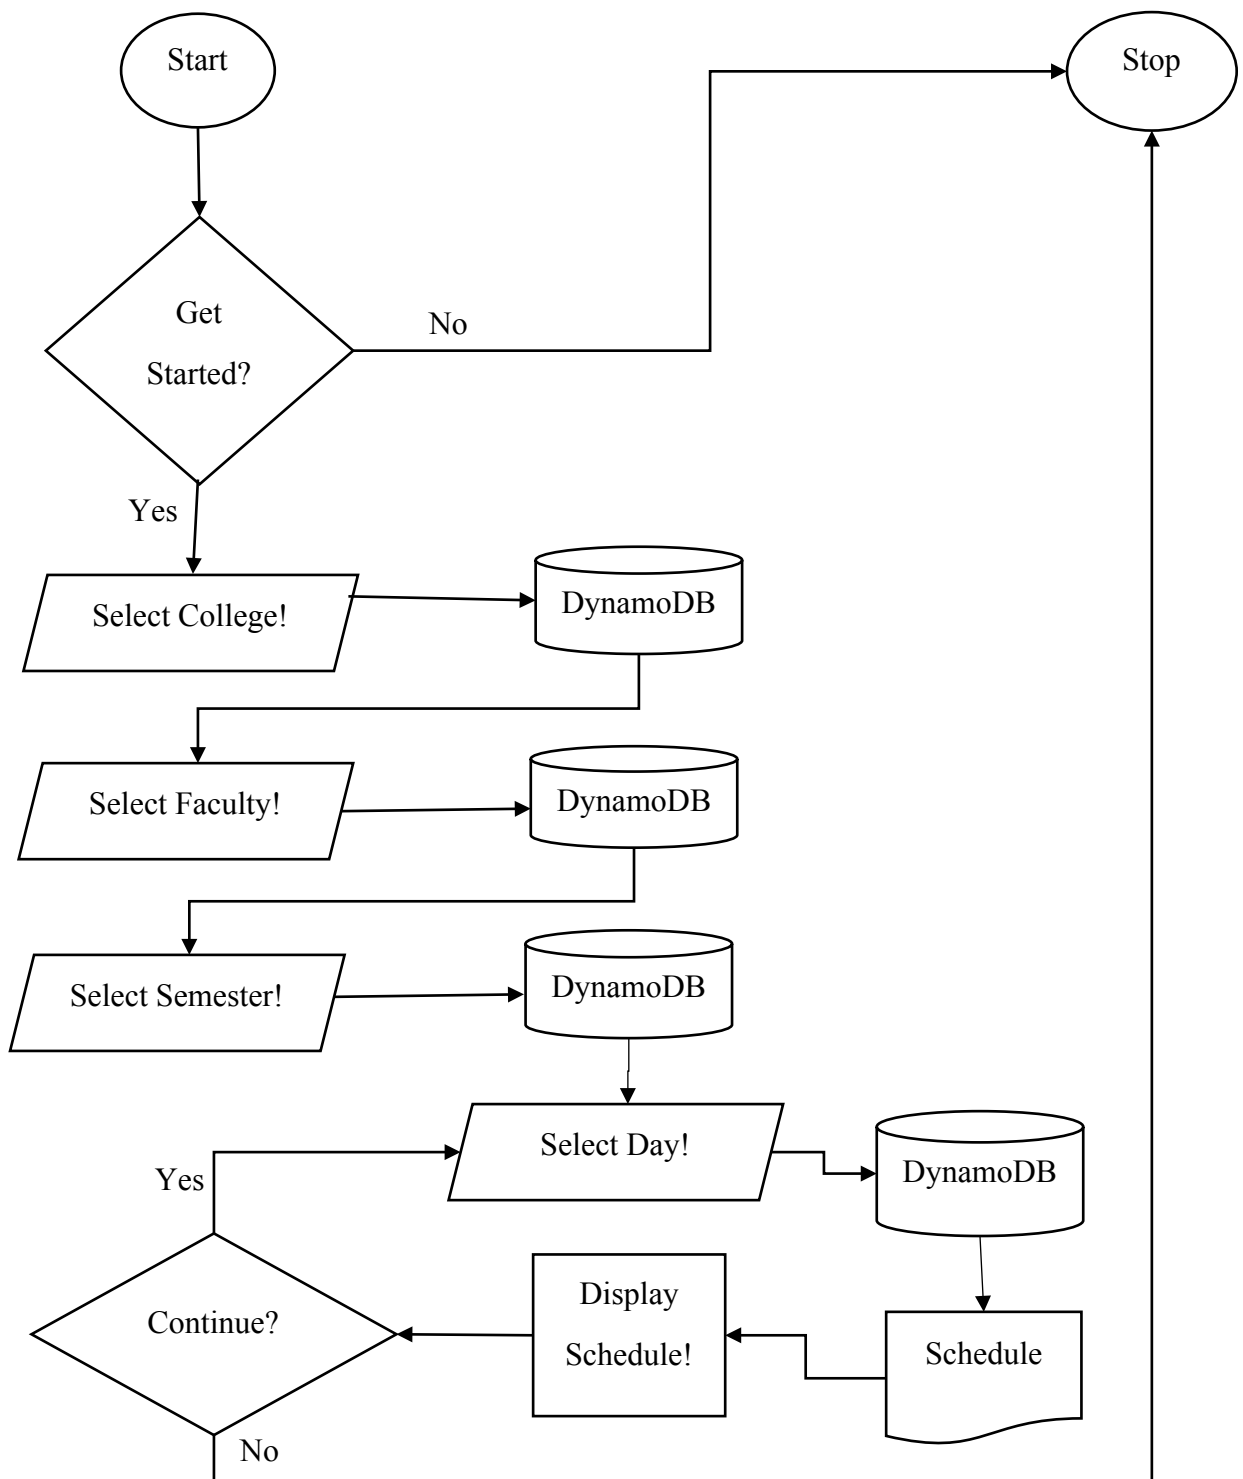 Start
Stop
Get
Started?
No
Yes
Select College!
DynamoDB
Select Faculty!
DynamoDB
Select Semester!
DynamoDB
Select Day!
DynamoDB
Yes
Continue?
Display
Schedule!
Schedule
No